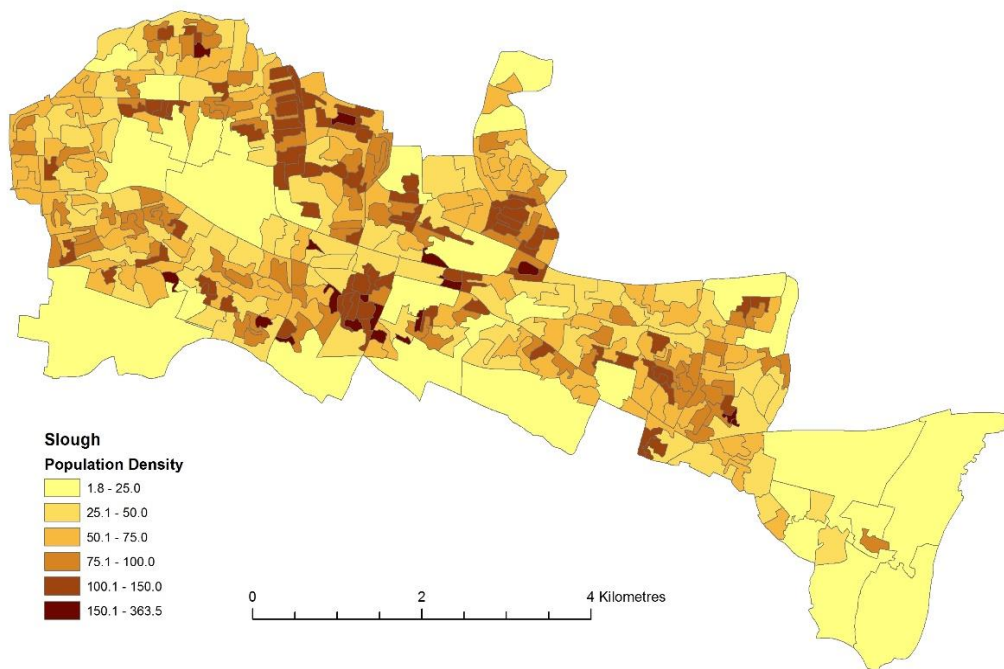 Slough
Population Density
1.8 - 25.0
25.1 - 50.0
50.1 - 75.0
75.1 - 100.0
100.1 - 150.0
150.1 - 363.5
0 2 4 Kilometres